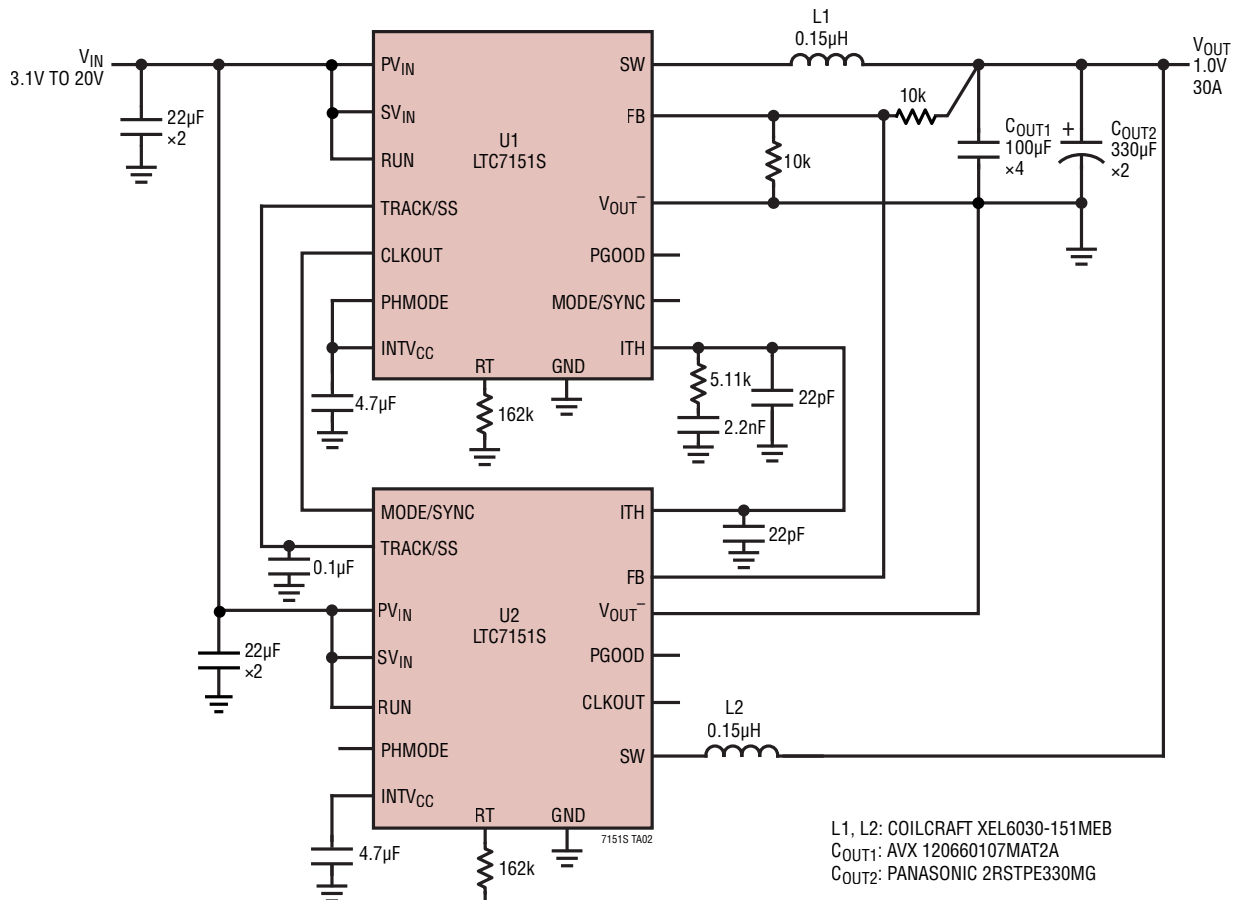 V_IN
3.1V TO 20V
22µF
×2
PV_IN
SV_IN
RUN
TRACK/SS
CLKOUT
PHMODE
INTV_CC
U1
LTC7151S
SW
FB
V_OUT^–
PGOOD
MODE/SYNC
ITH
RT
GND
L1
0.15µH
10k
10k
C_OUT1
100µF
×4
+
C_OUT2
330µF
×2
V_OUT
1.0V
30A
4.7µF
162k
5.11k
2.2nF
22pF
MODE/SYNC
TRACK/SS
0.1µF
PV_IN
SV_IN
RUN
PHMODE
INTV_CC
U2
LTC7151S
ITH
FB
V_OUT^–
PGOOD
CLKOUT
SW
RT
GND
22pF
22µF
×2
L2
0.15µH
4.7µF
162k
7151S TA02
L1, L2: COILCRAFT XEL6030-151MEB
C_OUT1: AVX 120660107MAT2A
C_OUT2: PANASONIC 2RSTPE330MG